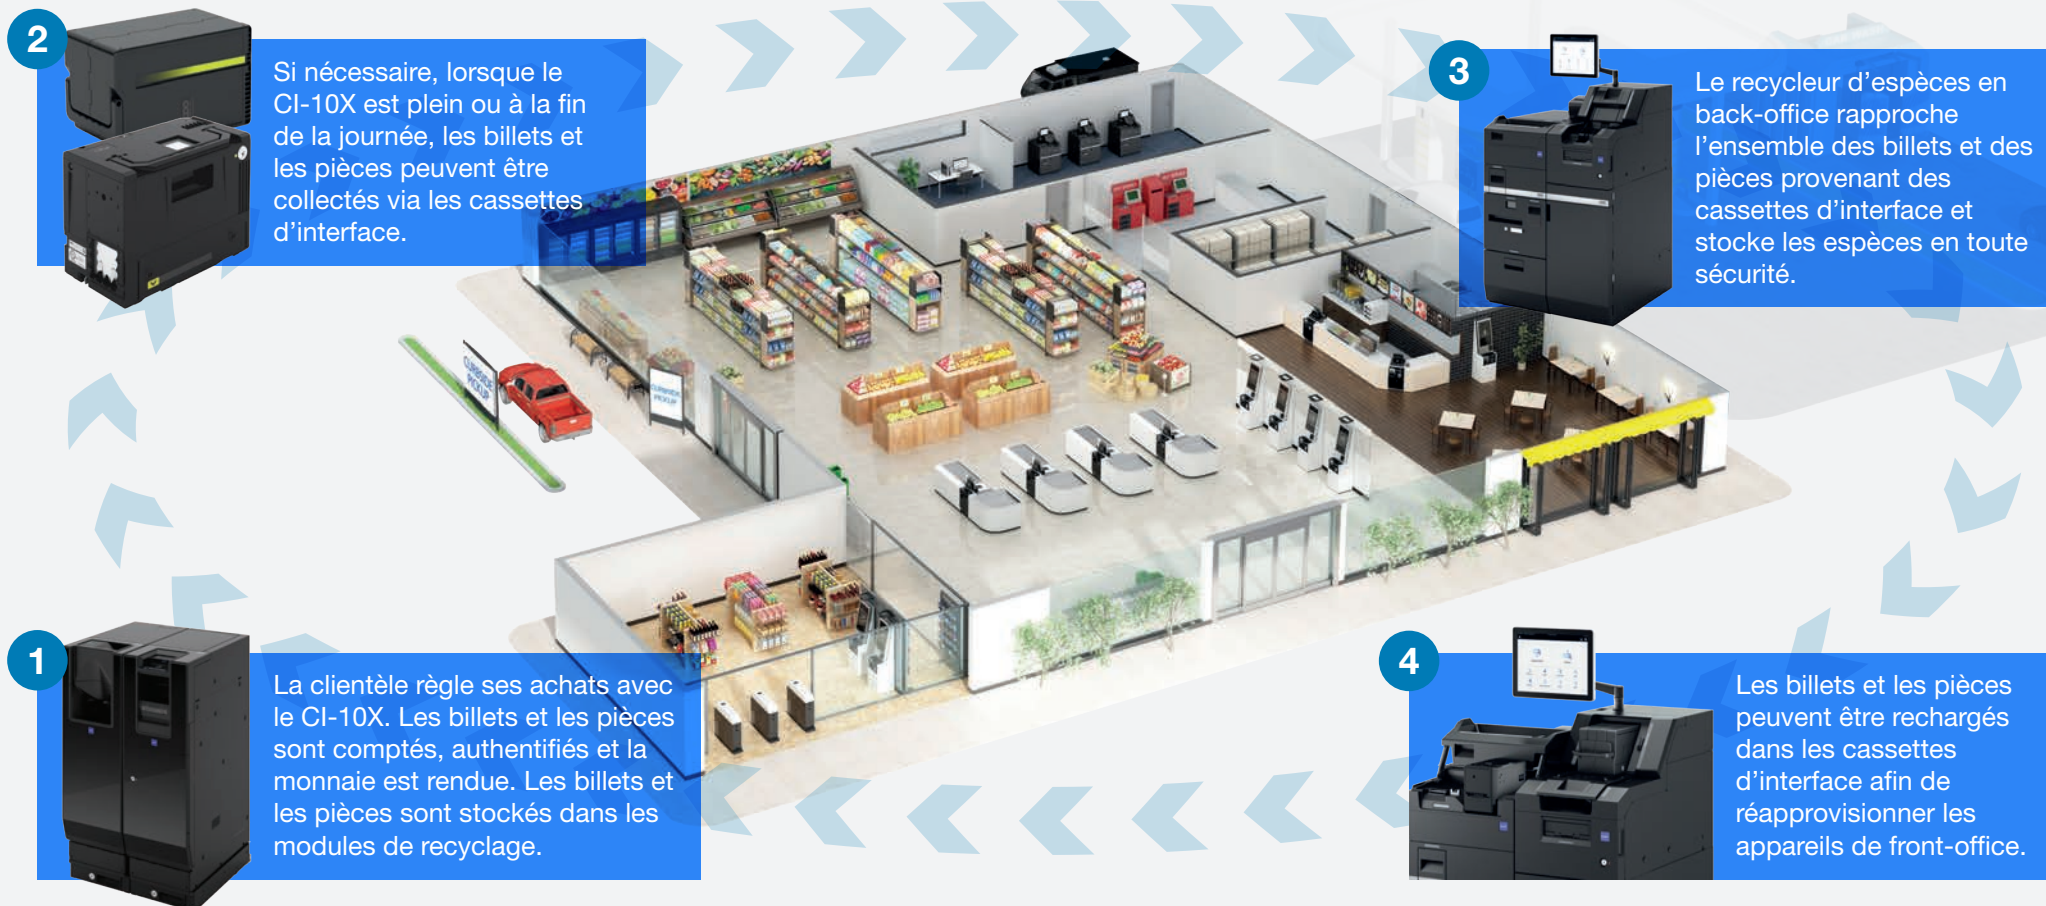 2
Si nécessaire, lorsque le
CI-10X est plein ou à la fin
de la journée, les billets et
les pièces peuvent être
collectés via les cassettes
d’interface.
3
Le recycleur d’espèces en
back-office rapproche
l’ensemble des billets et des
pièces provenant des
cassettes d’interface et
stocke les espèces en toute
sécurité.
CURBSIDE
PICKUP
CURBSIDE
PICKUP
1
La clientèle règle ses achats avec
le CI-10X. Les billets et les pièces
sont comptés, authentifiés et la
monnaie est rendue. Les billets et
les pièces sont stockés dans les
modules de recyclage.
4
Les billets et les pièces
peuvent être rechargés
dans les cassettes
d’interface afin de
réapprovisionner les
appareils de front-office.